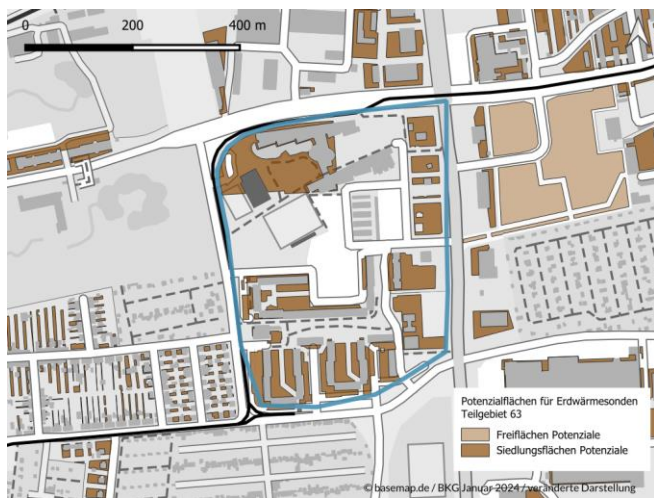 0 200 400 m
Potenzialflächen für Erdwärmesonden
Teilgebiet 63
Freiflächen Potenziale
Siedlungsflächen Potenziale
© basemap.de / BKG Januar 2024 / veränderte Darstellung